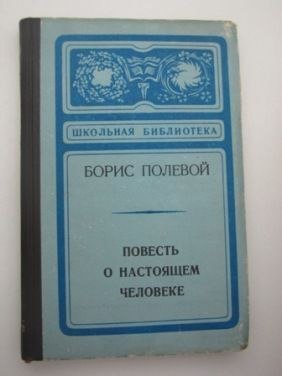 ШКОЛЬНАЯ БИБЛИОТЕКА
БОРИС ПОЛЕВОЙ
ПОВЕСТЬ
О НАСТОЯЩЕМ
ЧЕЛОВЕКЕ